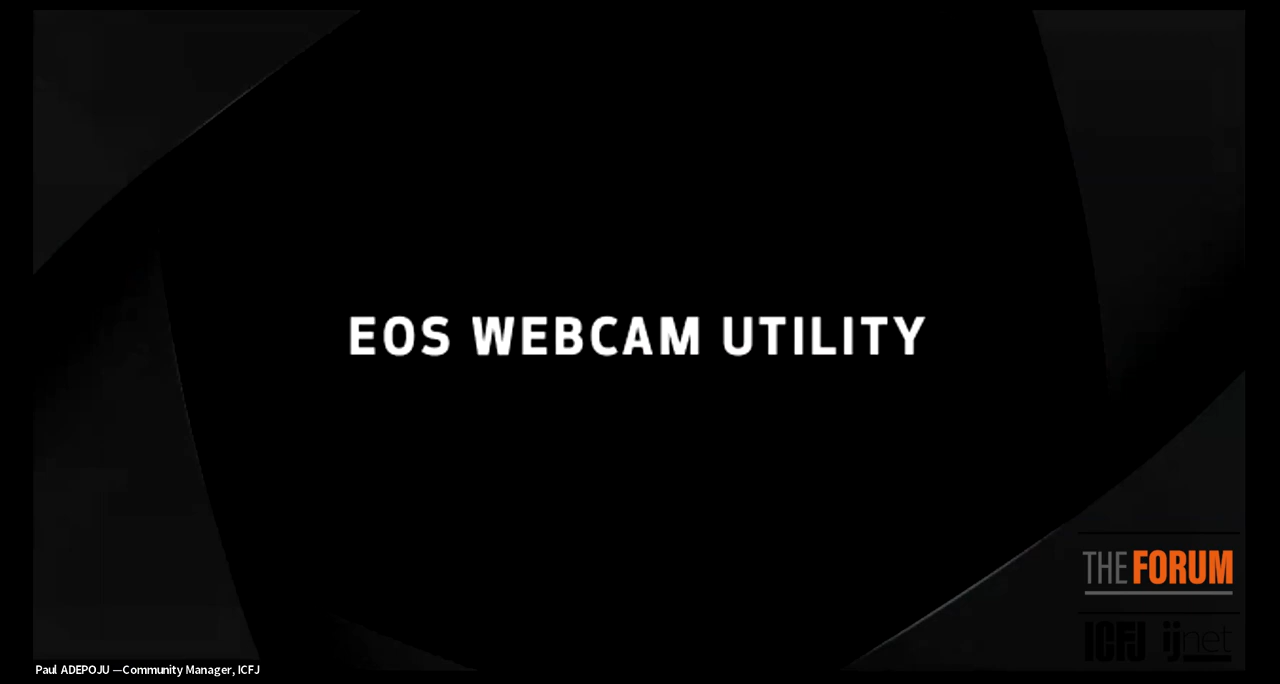 EOS WEBCAM UTILITY
THE FORUM
ICFJ ijnet
Paul ADEPOJU —Community Manager, ICFJ